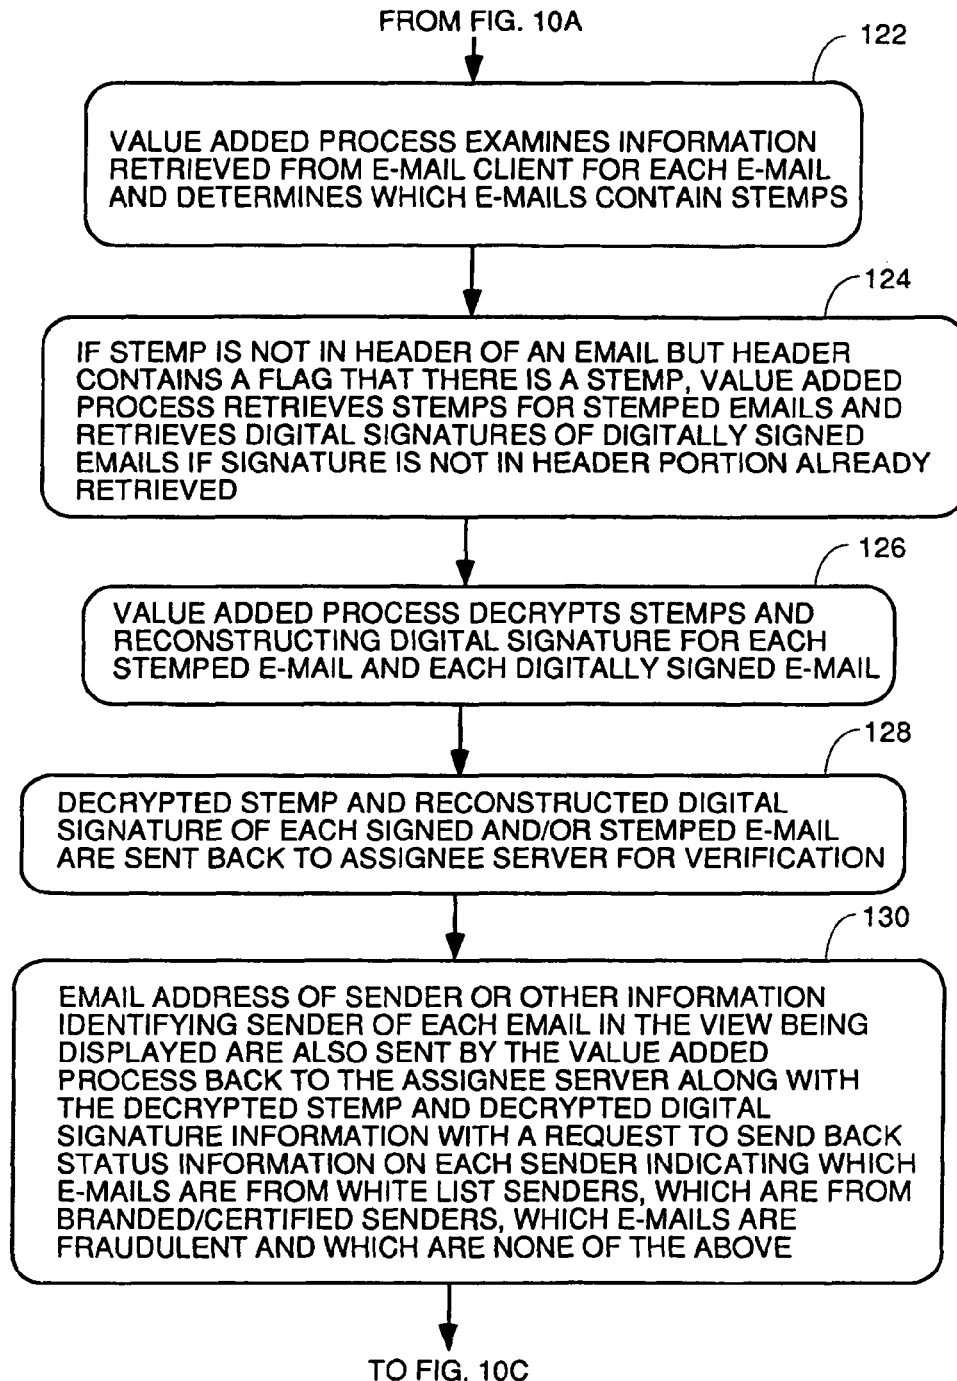 FROM FIG. 10A
122
VALUE ADDED PROCESS EXAMINES INFORMATION
RETRIEVED FROM E-MAIL CLIENT FOR EACH E-MAIL
AND DETERMINES WHICH E-MAILS CONTAIN STEMPS
124
IF STEMP IS NOT IN HEADER OF AN EMAIL BUT HEADER
CONTAINS A FLAG THAT THERE IS A STEMP, VALUE ADDED
PROCESS RETRIEVES STEMPS FOR STEMPED EMAILS AND
RETRIEVES DIGITAL SIGNATURES OF DIGITALLY SIGNED
EMAILS IF SIGNATURE IS NOT IN HEADER PORTION ALREADY
RETRIEVED
126
VALUE ADDED PROCESS DECRYPTS STEMPS AND
RECONSTRUCTING DIGITAL SIGNATURE FOR EACH
STEMPED E-MAIL AND EACH DIGITALLY SIGNED E-MAIL
128
DECRYPTED STEMP AND RECONSTRUCTED DIGITAL
SIGNATURE OF EACH SIGNED AND/OR STEMPED E-MAIL
ARE SENT BACK TO ASSIGNEE SERVER FOR VERIFICATION
130
EMAIL ADDRESS OF SENDER OR OTHER INFORMATION
IDENTIFYING SENDER OF EACH EMAIL IN THE VIEW BEING
DISPLAYED ARE ALSO SENT BY THE VALUE ADDED
PROCESS BACK TO THE ASSIGNEE SERVER ALONG WITH
THE DECRYPTED STEMP AND DECRYPTED DIGITAL
SIGNATURE INFORMATION WITH A REQUEST TO SEND BACK
STATUS INFORMATION ON EACH SENDER INDICATING WHICH
E-MAILS ARE FROM WHITE LIST SENDERS, WHICH ARE FROM
BRANDED/CERTIFIED SENDERS, WHICH E-MAILS ARE
FRAUDULENT AND WHICH ARE NONE OF THE ABOVE
TO FIG. 10C